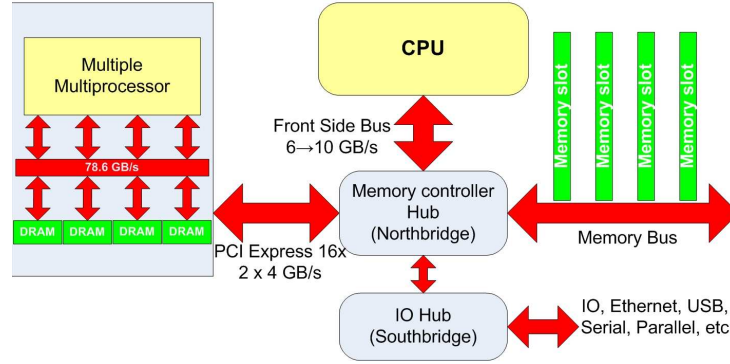 Multiple
Multiprocessor
78.6 GB/s
DRAM DRAM DRAM DRAM
CPU
Front Side Bus
6→10 GB/s
Memory slot
Memory slot
Memory slot
Memory slot
Memory controller
Hub
(Northbridge)
PCI Express 16x
2 x 4 GB/s
Memory Bus
IO Hub
(Southbridge)
IO, Ethernet, USB,
Serial, Parallel, etc